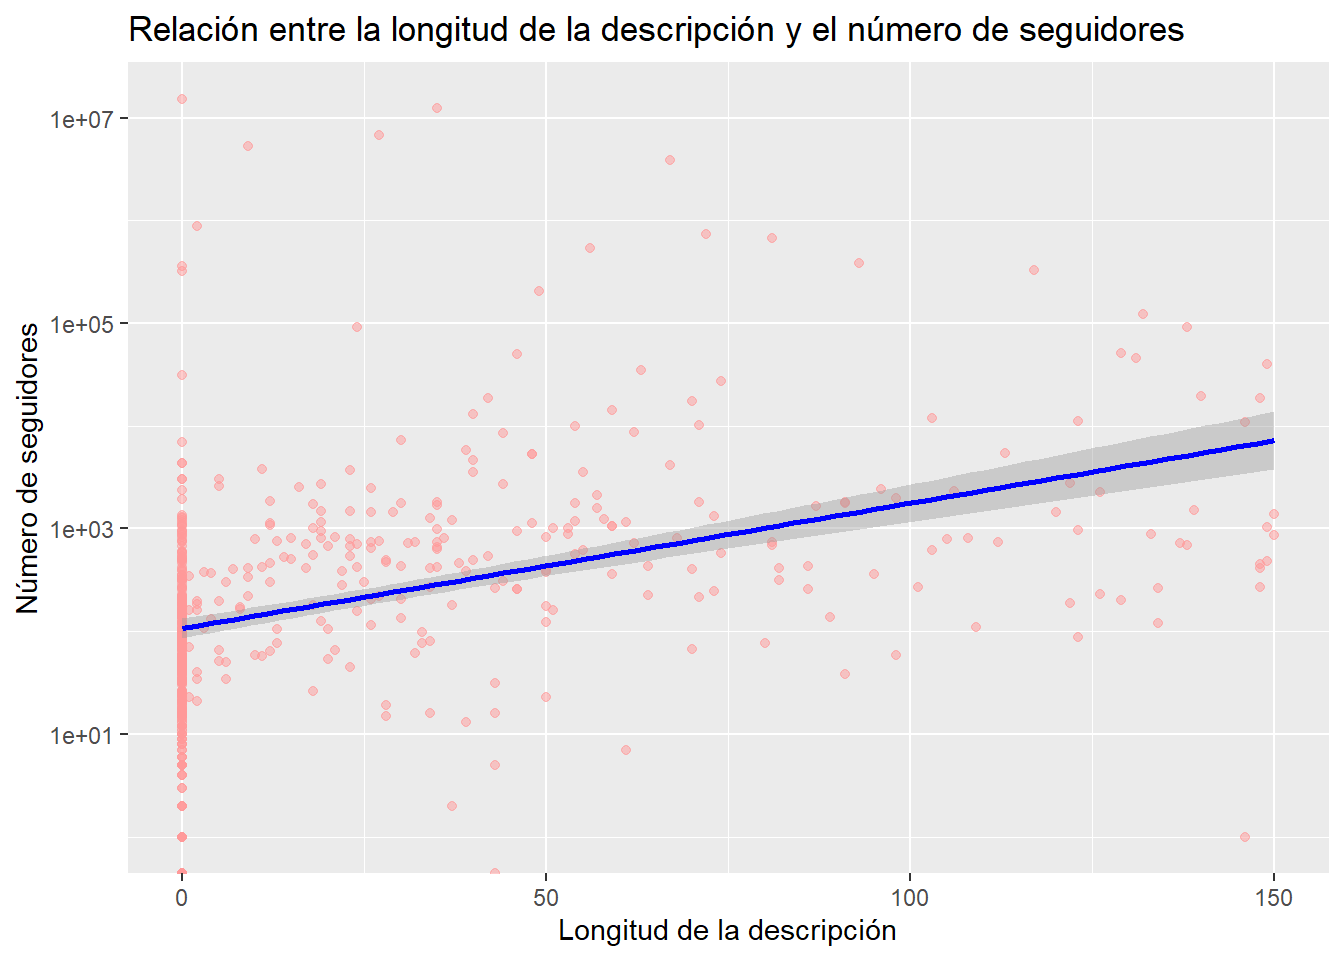 Relación entre la longitud de la descripción y el número de seguidores
Número de seguidores
1e+07
1e+05
1e+03
1e+01
0
50
100
150
Longitud de la descripción